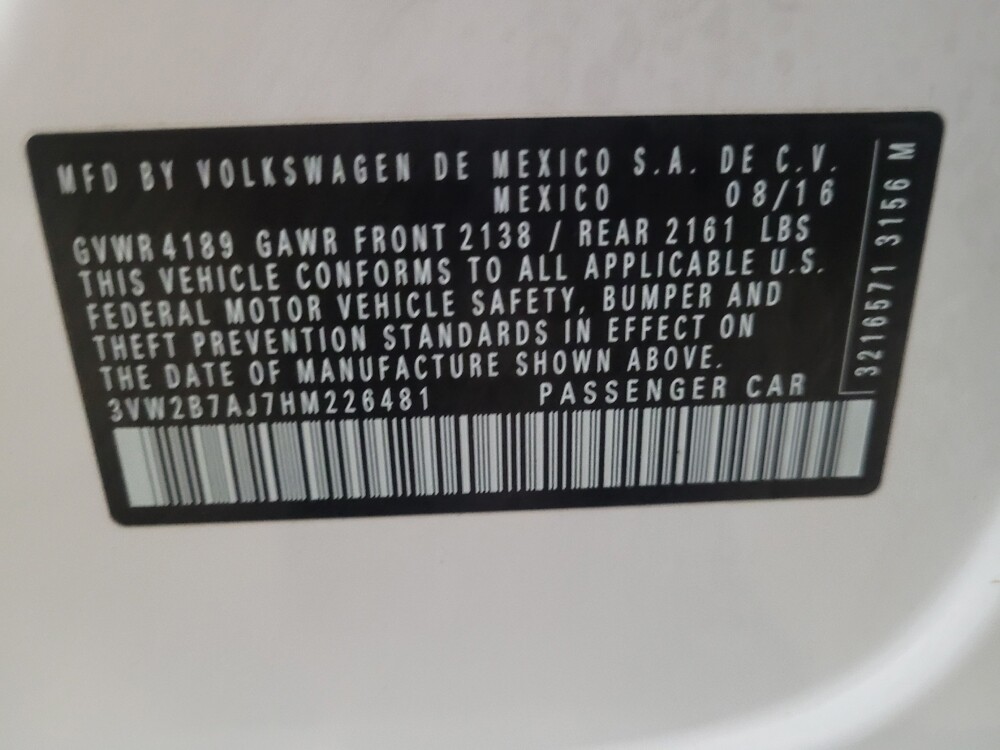 MFD BY VOLKSWAGEN DE MEXICO S.A. DE C.V.
MEXICO 08/16
GVWR 4189 GAWR FRONT 2138 / REAR 2161 LBS
THIS VEHICLE CONFORMS TO ALL APPLICABLE U.S.
FEDERAL MOTOR VEHICLE SAFETY, BUMPER AND
THEFT PREVENTION STANDARDS IN EFFECT ON
THE DATE OF MANUFACTURE SHOWN ABOVE.
3VW2B7AJ7HM226481 PASSENGER CAR
3216571 3156 M